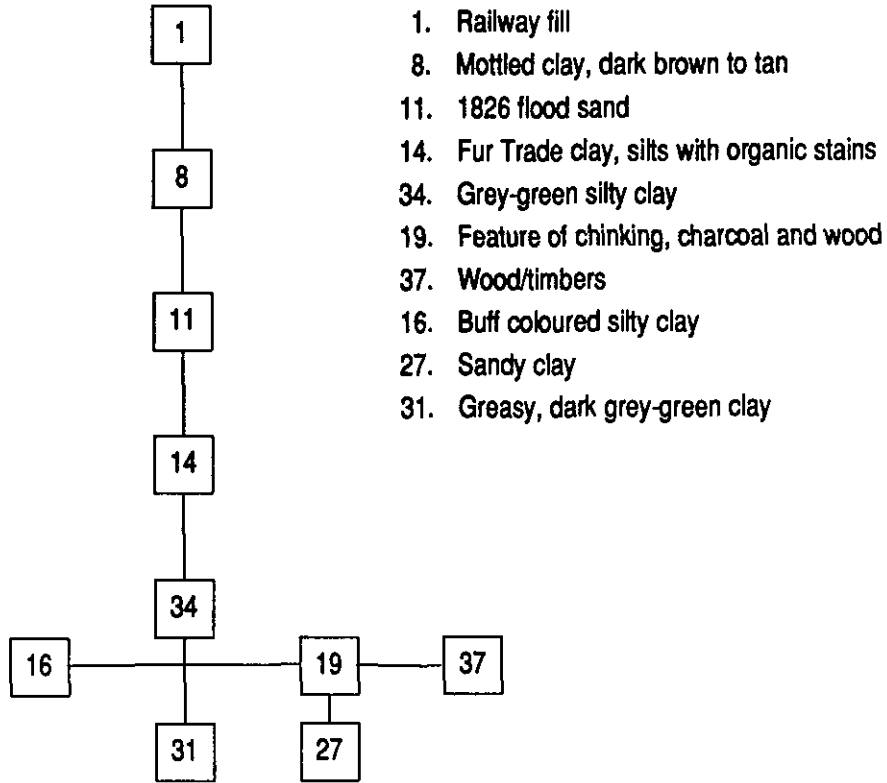 1
8
11
14
34
16
19
37
31
27
1. Railway fill
8. Mottled clay, dark brown to tan
11. 1826 flood sand
14. Fur Trade clay, silts with organic stains
34. Grey-green silty clay
19. Feature of chinking, charcoal and wood
37. Wood/timbers
16. Buff coloured silty clay
27. Sandy clay
31. Greasy, dark grey-green clay